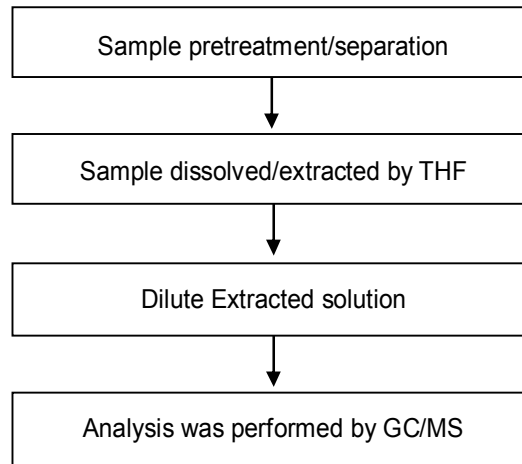 Sample pretreatment/separation
Sample dissolved/extracted by THF
Dilute Extracted solution
Analysis was performed by GC/MS